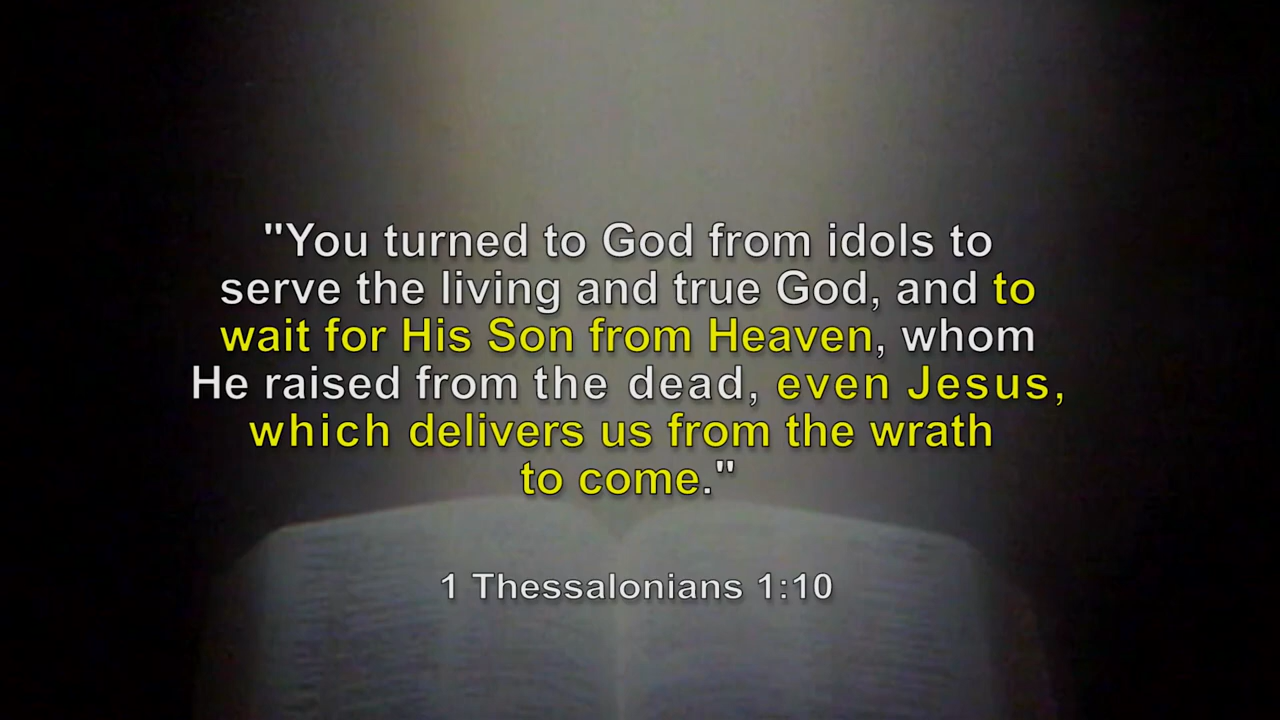 "You turned to God from idols to
serve the living and true God, and to
wait for His Son from Heaven, whom
He raised from the dead, even Jesus,
which delivers us from the wrath
to come."
1 Thessalonians 1:10